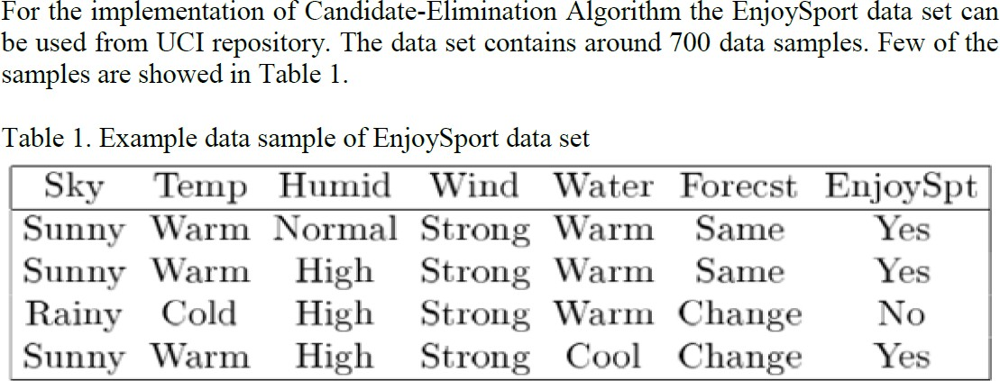 For the implementation of Candidate-Elimination Algorithm the EnjoySport data set can
be used from UCI repository. The data set contains around 700 data samples. Few of the
samples are showed in Table 1.
Table 1. Example data sample of EnjoySport data set
Sky Temp Humid Wind Water Forecst EnjoySpt
Sunny Warm Normal Strong Warm Same Yes
Sunny Warm High Strong Warm Same Yes
Rainy Cold High Strong Warm Change No
Sunny Warm High Strong Cool Change Yes